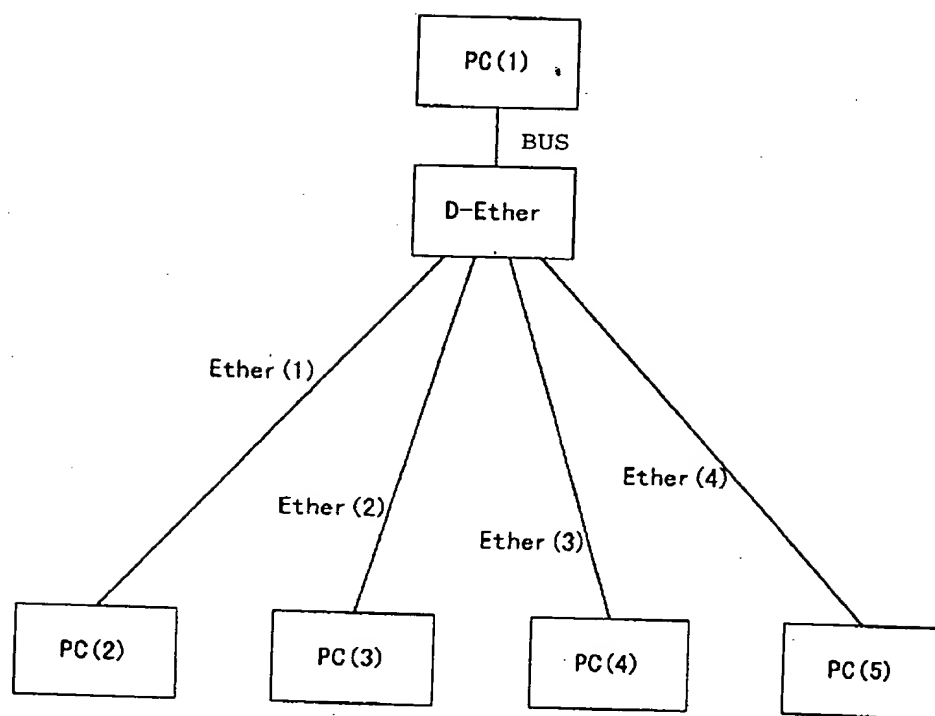 PC(1)
BUS
D-Ether
Ether(1)
Ether(4)
Ether(2)
Ether(3)
PC(2)
PC(3)
PC(4)
PC(5)